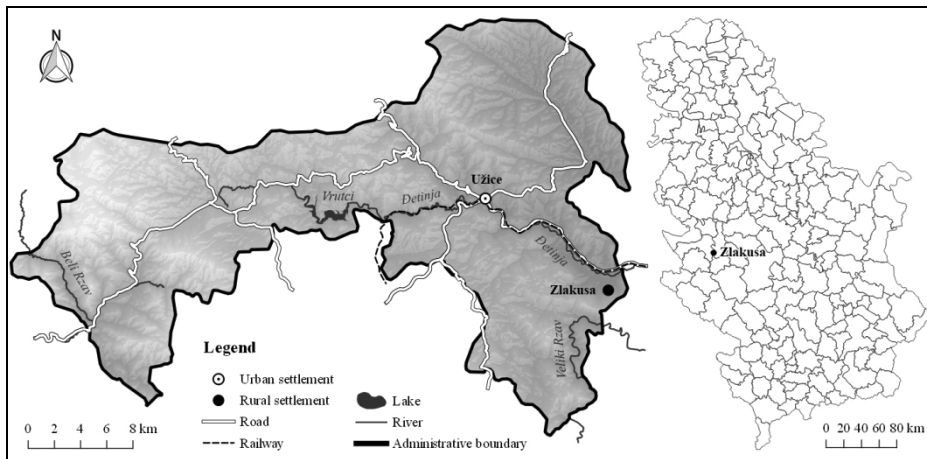 N
Užice
Vrutci
Detinja
Detinja
Zlakusa
Beli Rzav
Zlakusa
Veliki Rzav
Legend
Urban settlement
Rural settlement
Lake
Road
River
Railway
Administrative boundary
0 2 4 6 8 km
0 20 40 60 80 km